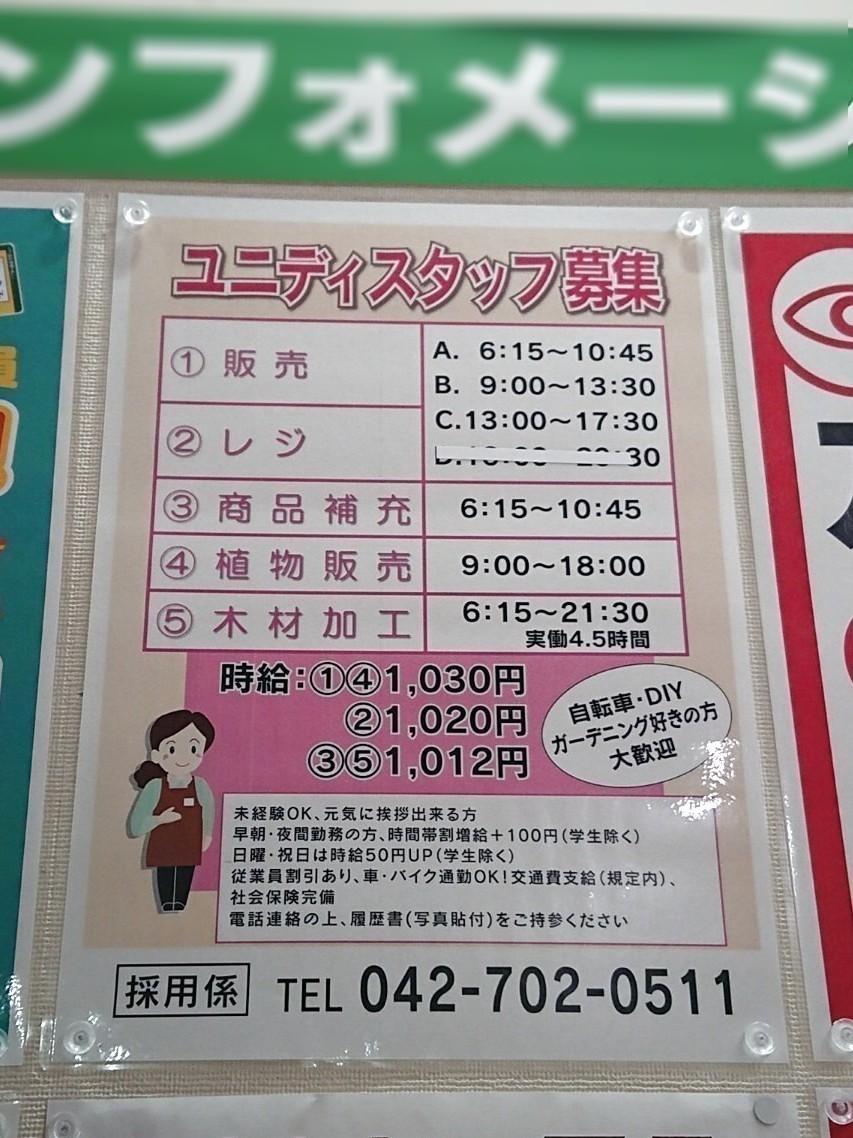 ンフォメーシ
ユニディスタッフ募集
①販売
②レジ
A. 6:15～10:45
B. 9:00～13:30
C.13:00～17:30
30
③商品補充 6:15～10:45
④植物販売 9:00～18:00
⑤木材加工 6:15～21:30
実働4.5時間
時給:①④1,030円
②1,020円
③⑤1,012円
自転車・DIY
ガーデニング好きの方
大歓迎
未経験OK、元気に挨拶出来る方
早朝・夜間勤務の方、時間帯割増給+100円(学生除く)
日曜・祝日は時給50円UP(学生除く)
従業員割引あり、車・バイク通勤OK!交通費支給(規定内)、
社会保険完備
電話連絡の上、履歴書(写真貼付)をご持参ください
採用係 TEL 042-702-0511